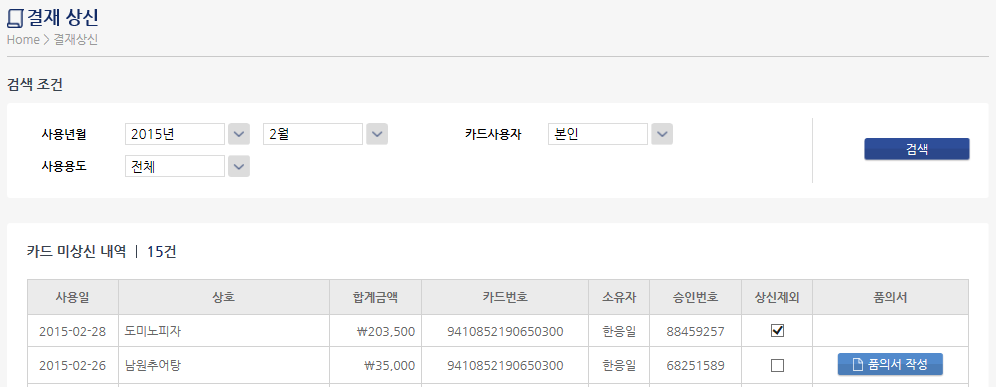 결재 상신
Home > 결재상신
검색 조건
사용년월 2015년 2월 카드사용자 본인
검색
사용용도 전체
카드 미상신 내역 | 15건
사용일 상호 합계금액 카드번호 소유자 승인번호 상신제외 품의서
2015-02-28 도미노피자 ₩203,500 9410852190650300 한응일 88459257
2015-02-26 남원추어탕 ₩35,000 9410852190650300 한응일 68251589 품의서 작성